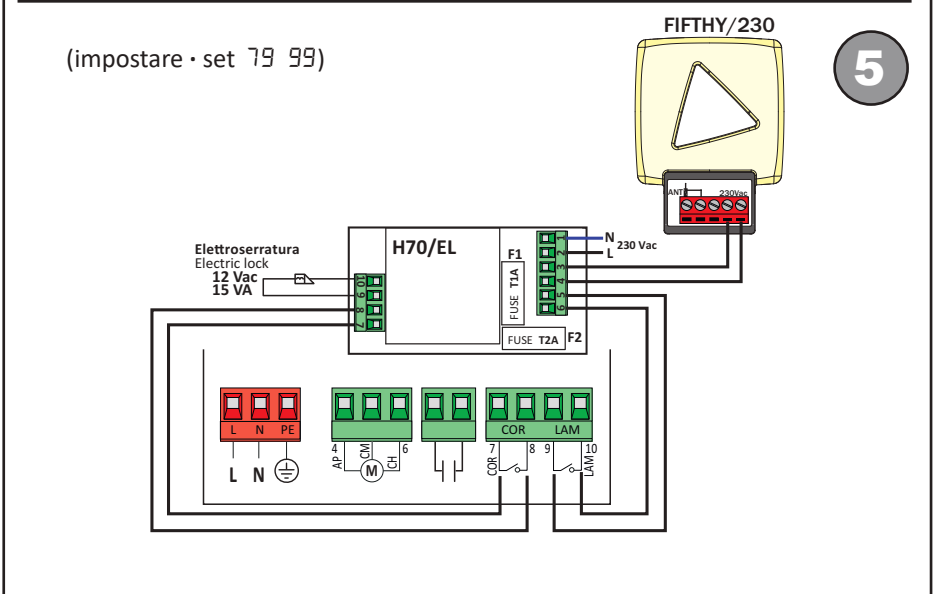 FIFTHY/230
(impostare · set 79 99)
5
ANT 230Vac
Elettroserratura
Electric lock
12 Vac
15 VA
H70/EL
F1
FUSE T1A
FUSE T2A F2
10
9
8
7
1
2
3
4
5
6
N
230 Vac
L
L N PE
COR LAM
L N
4 6
AP CM CH
M
7 8 9 10
COR LAM